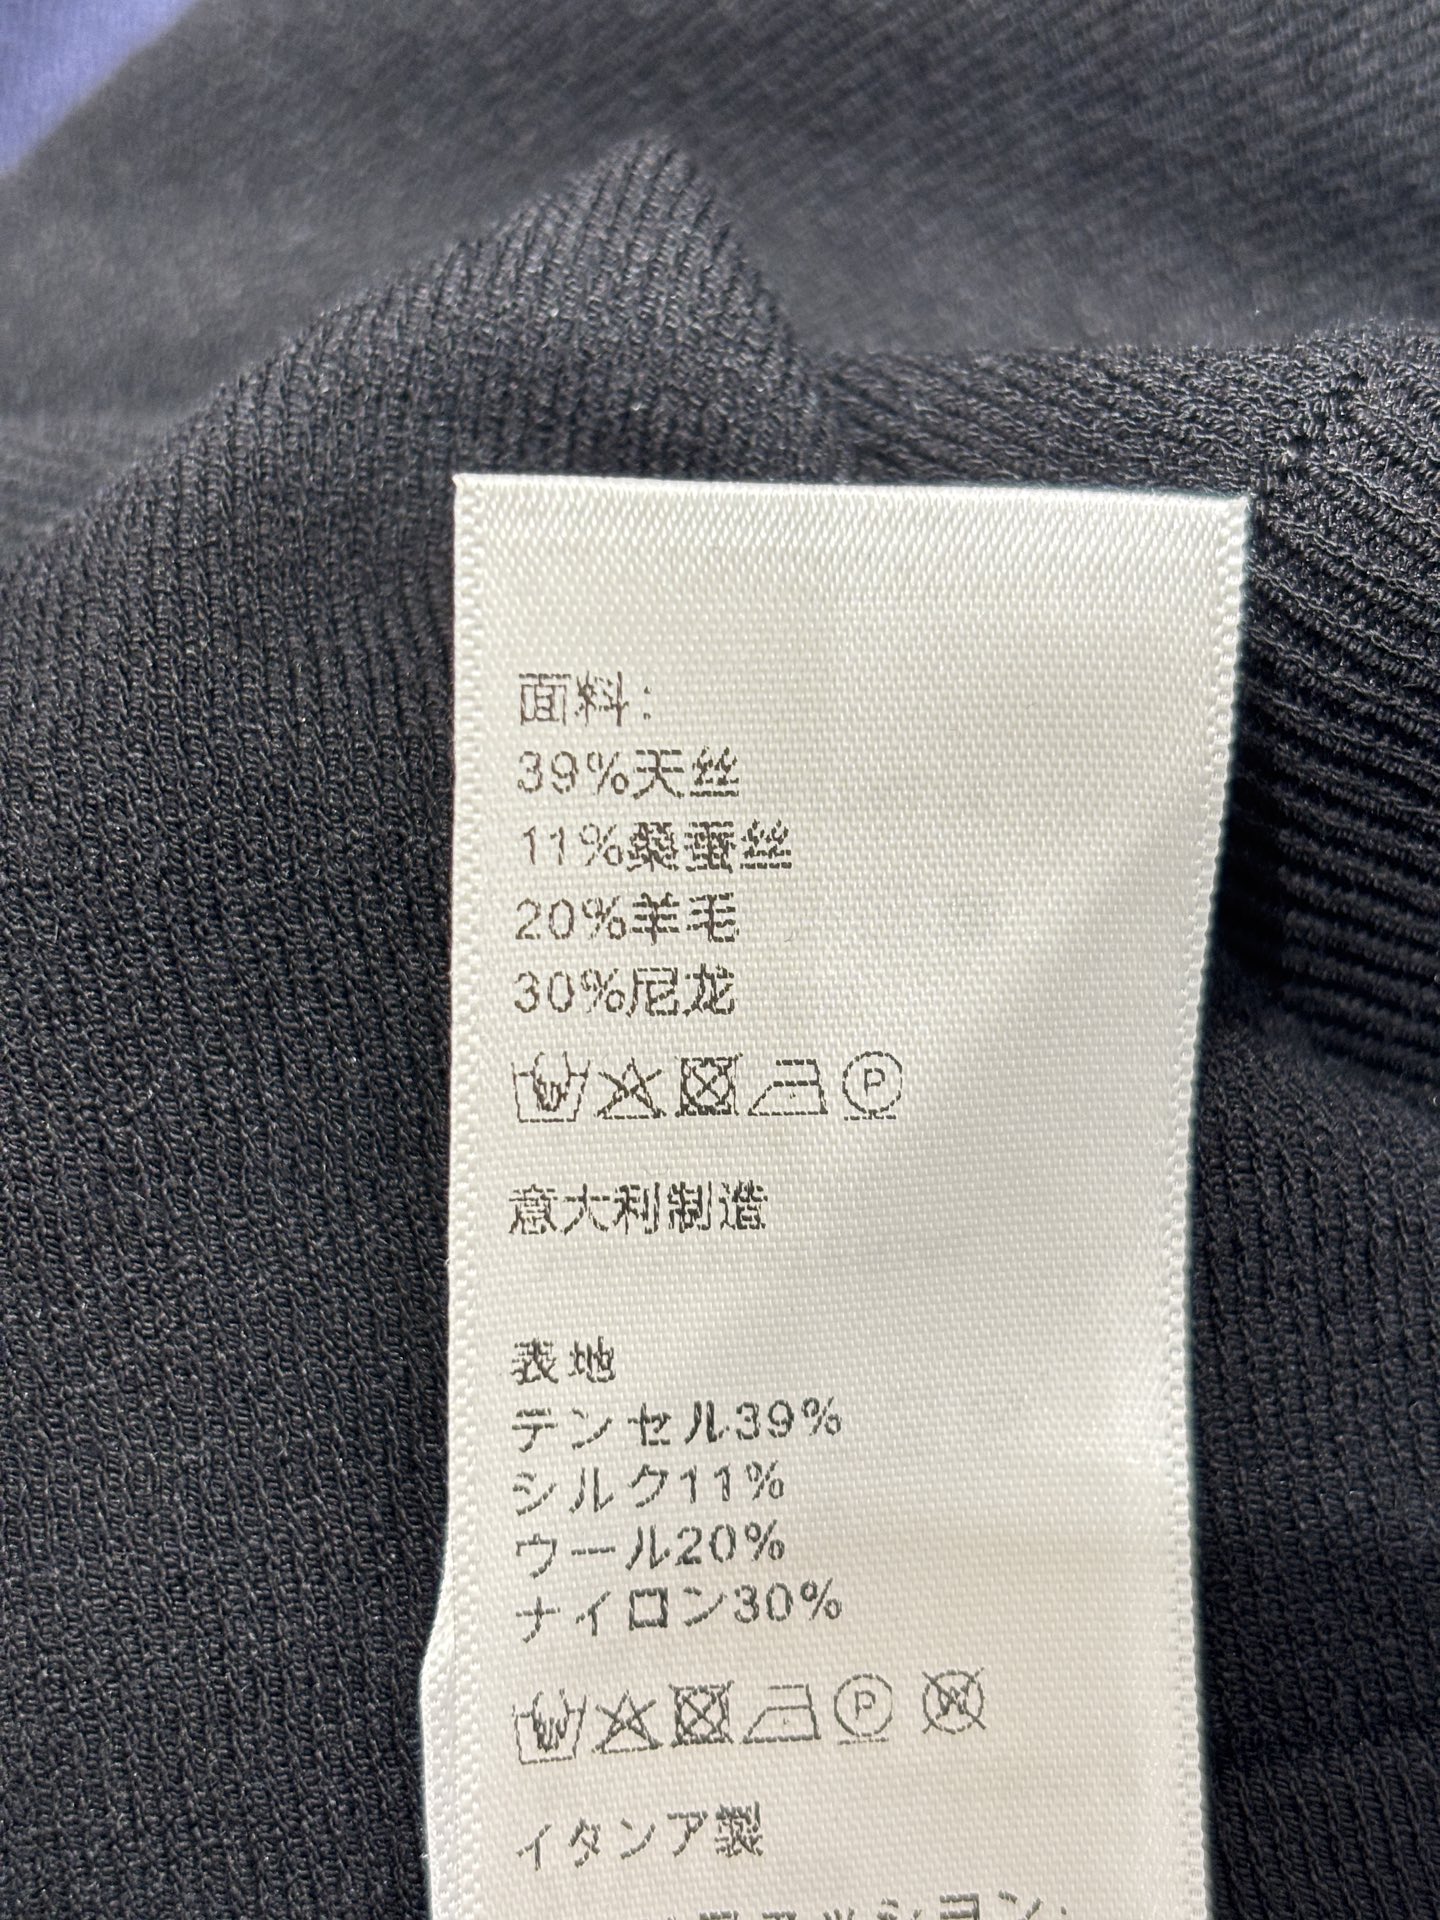 面料:
39%天丝
11%桑蚕丝
20%羊毛
30%尼龙
P
意大利制造
表地
テンセル39%
シルク11%
ウール20%
ナイロン30%
P W
イタンア製